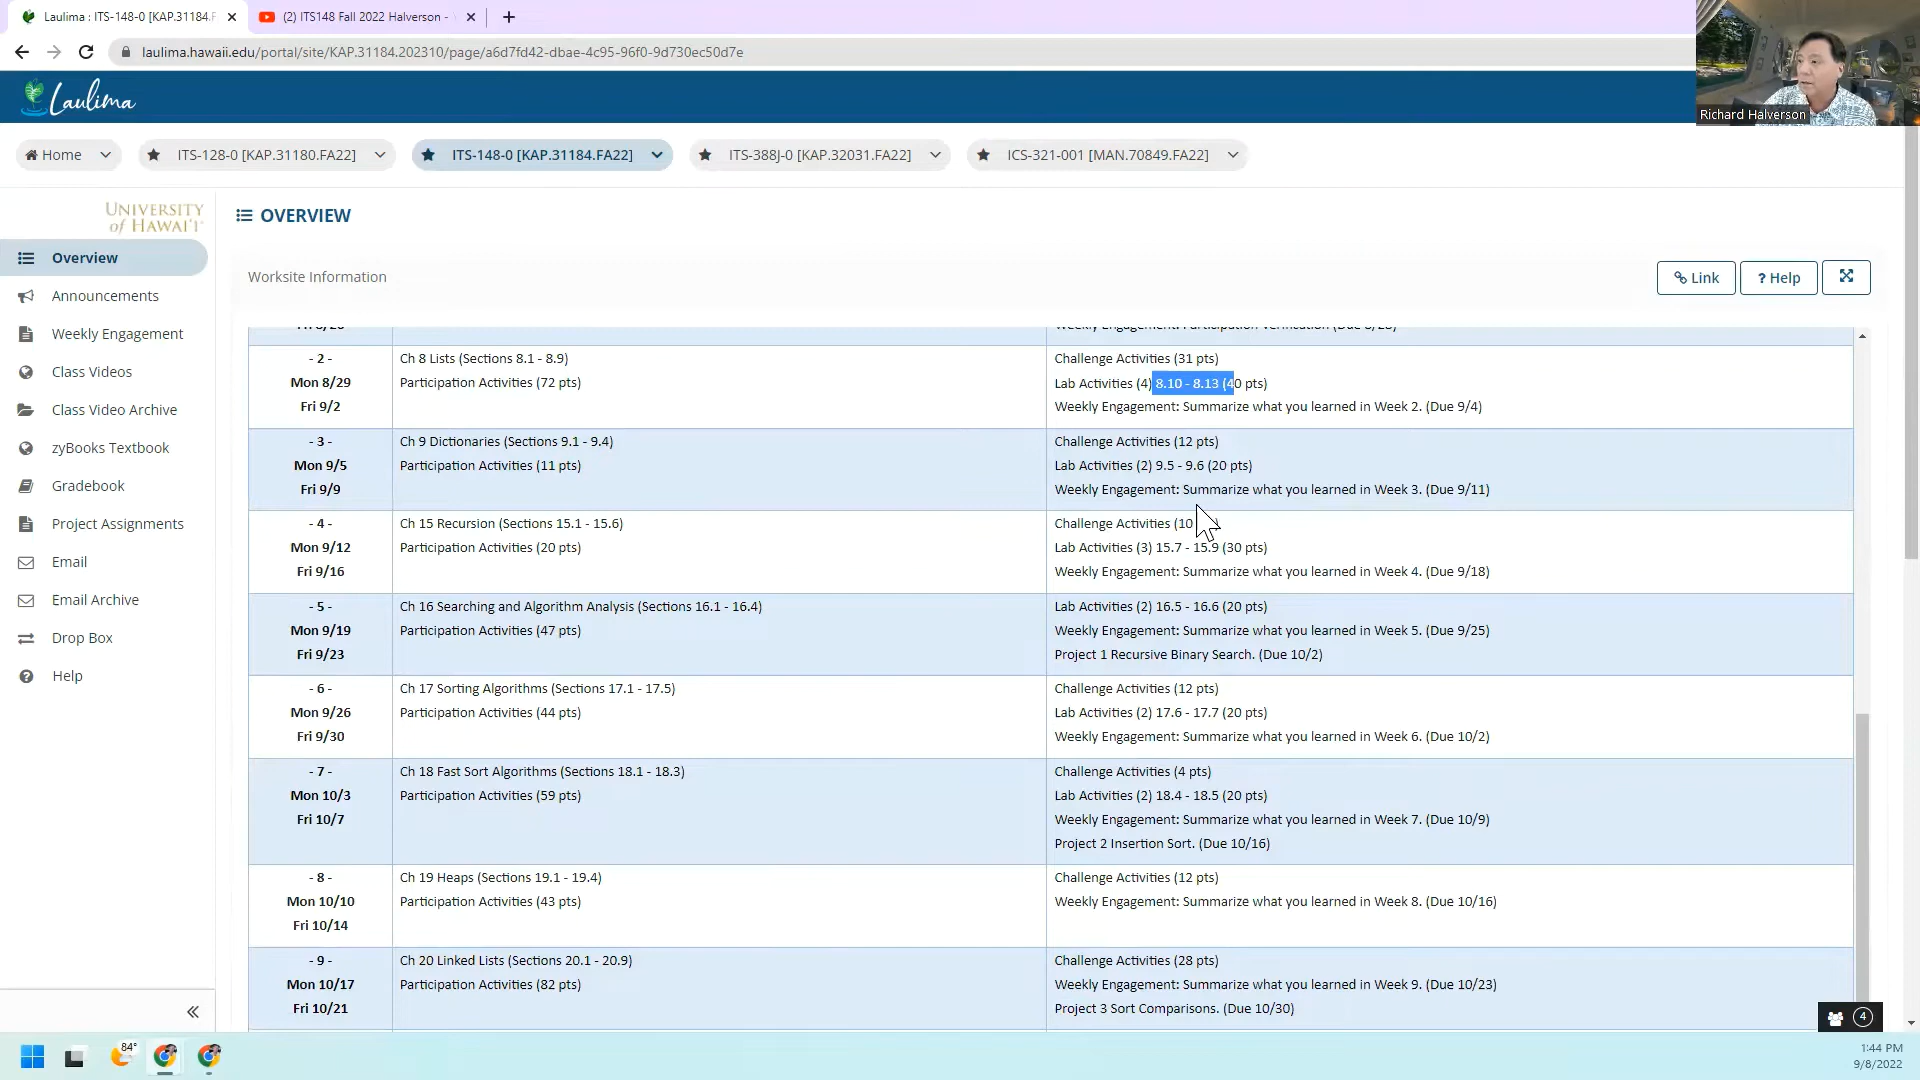 Laulima : ITS-148-0 [KAP.31184.F
(2) ITS148 Fall 2022 Halverson -
laulima.hawaii.edu/portal/site/KAP.31184.202310/page/a6d7fd42-dbae-4c95-96f0-9d730ec50d7e
Richard Halverson
Laulima
Home
ITS-128-0 [KAP.31180.FA22]
ITS-148-0 [KAP.31184.FA22]
ITS-388J-0 [KAP.32031.FA22]
ICS-321-001 [MAN.70849.FA22]
UNIVERSITY
of HAWAI'I
Overview
Announcements
Weekly Engagement
Class Videos
Class Video Archive
zyBooks Textbook
Gradebook
Project Assignments
Email
Email Archive
Drop Box
Help
OVERVIEW
Worksite Information
Link
? Help
Weekly Engagement: Participation Verification (Due 8/28)
- 2 -
Mon 8/29
Fri 9/2
Ch 8 Lists (Sections 8.1 - 8.9)
Participation Activities (72 pts)
Challenge Activities (31 pts)
Lab Activities (4) 8.10 - 8.13 (40 pts)
Weekly Engagement: Summarize what you learned in Week 2. (Due 9/4)
- 3 -
Mon 9/5
Fri 9/9
Ch 9 Dictionaries (Sections 9.1 - 9.4)
Participation Activities (11 pts)
Challenge Activities (12 pts)
Lab Activities (2) 9.5 - 9.6 (20 pts)
Weekly Engagement: Summarize what you learned in Week 3. (Due 9/11)
- 4 -
Mon 9/12
Fri 9/16
Ch 15 Recursion (Sections 15.1 - 15.6)
Participation Activities (20 pts)
Challenge Activities (10
Lab Activities (3) 15.7 - 15.9 (30 pts)
Weekly Engagement: Summarize what you learned in Week 4. (Due 9/18)
- 5 -
Mon 9/19
Fri 9/23
Ch 16 Searching and Algorithm Analysis (Sections 16.1 - 16.4)
Participation Activities (47 pts)
Lab Activities (2) 16.5 - 16.6 (20 pts)
Weekly Engagement: Summarize what you learned in Week 5. (Due 9/25)
Project 1 Recursive Binary Search. (Due 10/2)
- 6 -
Mon 9/26
Fri 9/30
Ch 17 Sorting Algorithms (Sections 17.1 - 17.5)
Participation Activities (44 pts)
Challenge Activities (12 pts)
Lab Activities (2) 17.6 - 17.7 (20 pts)
Weekly Engagement: Summarize what you learned in Week 6. (Due 10/2)
- 7 -
Mon 10/3
Fri 10/7
Ch 18 Fast Sort Algorithms (Sections 18.1 - 18.3)
Participation Activities (59 pts)
Challenge Activities (4 pts)
Lab Activities (2) 18.4 - 18.5 (20 pts)
Weekly Engagement: Summarize what you learned in Week 7. (Due 10/9)
Project 2 Insertion Sort. (Due 10/16)
- 8 -
Mon 10/10
Fri 10/14
Ch 19 Heaps (Sections 19.1 - 19.4)
Participation Activities (43 pts)
Challenge Activities (12 pts)
Weekly Engagement: Summarize what you learned in Week 8. (Due 10/16)
- 9 -
Mon 10/17
Fri 10/21
Ch 20 Linked Lists (Sections 20.1 - 20.9)
Participation Activities (82 pts)
Challenge Activities (28 pts)
Weekly Engagement: Summarize what you learned in Week 9. (Due 10/23)
Project 3 Sort Comparisons. (Due 10/30)
4
84°
1:44 PM
9/8/2022